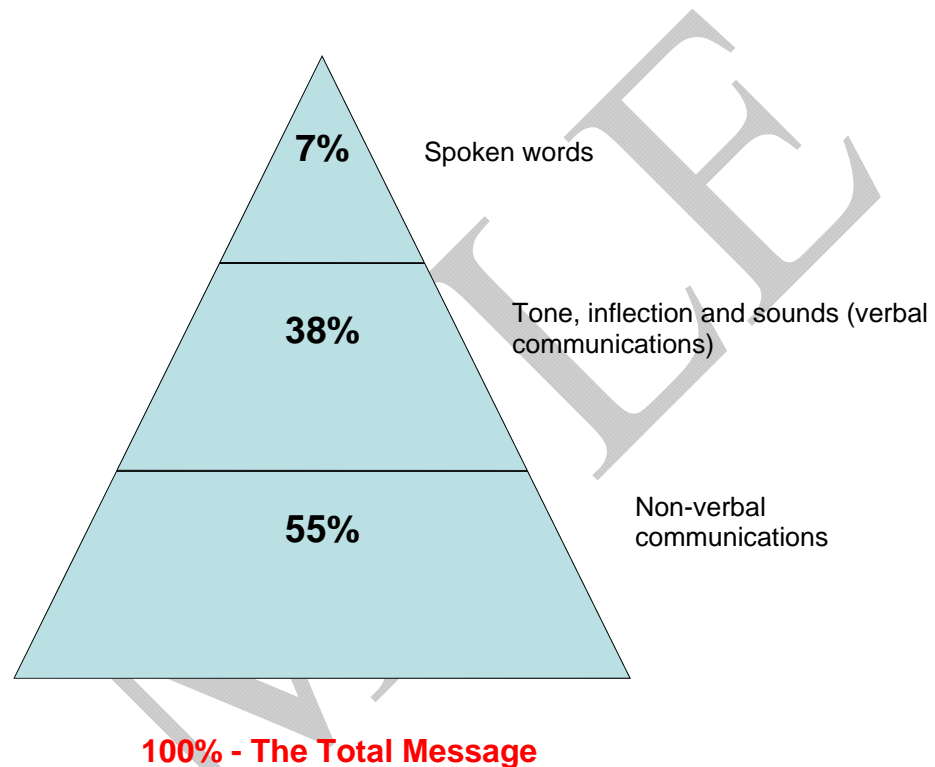 7%
Spoken words
38%
Tone, inflection and sounds (verbal
communications)
55%
Non-verbal
communications
100% - The Total Message